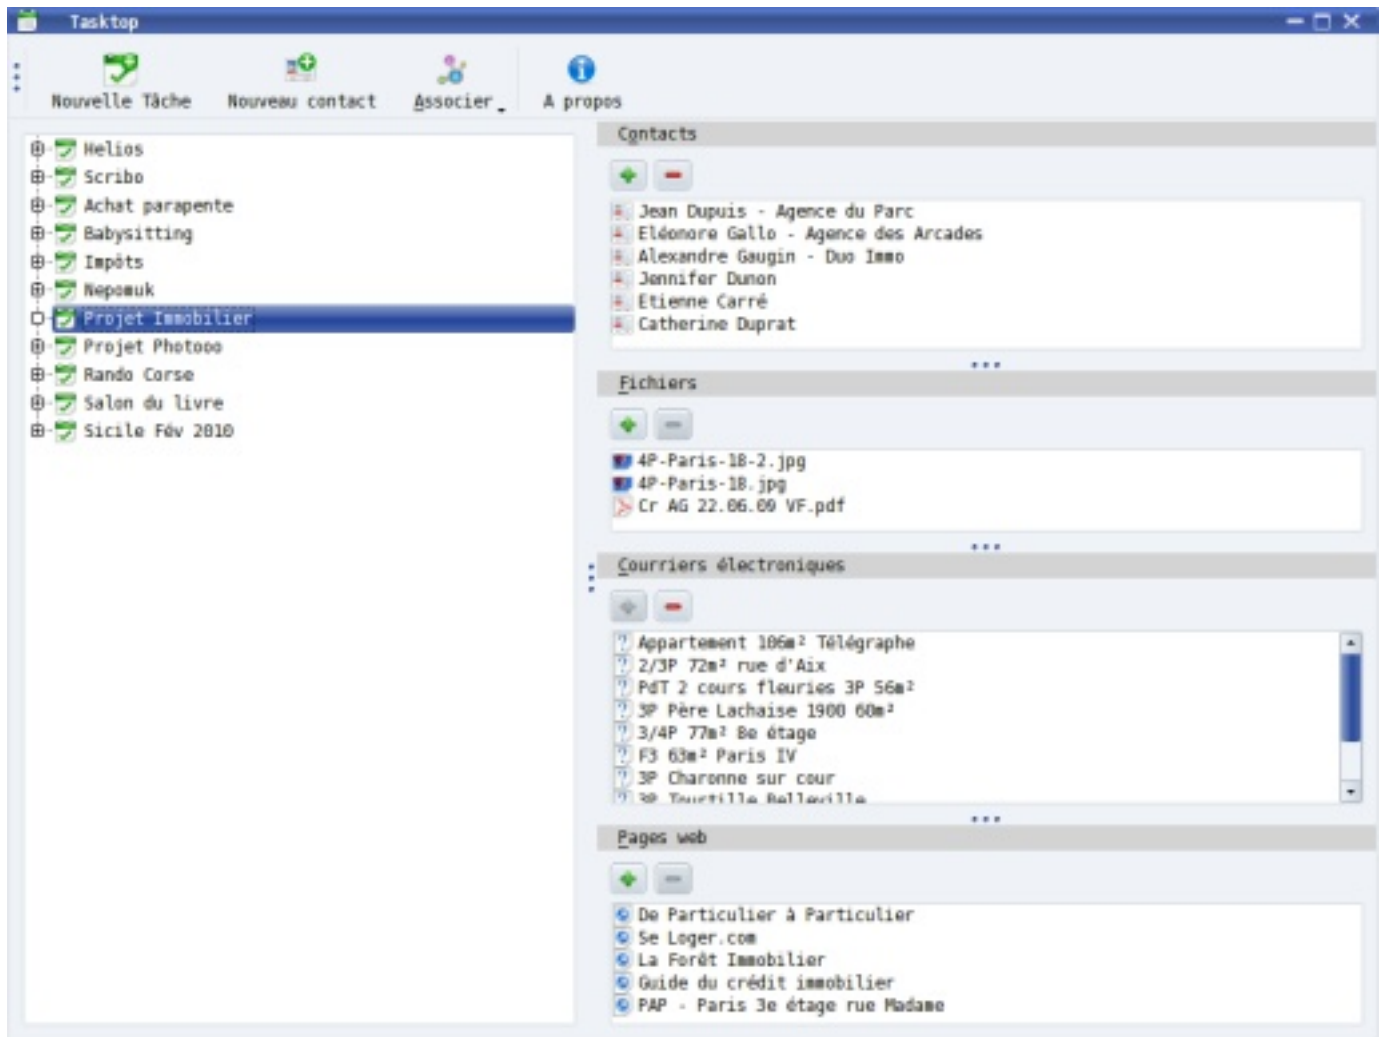 Tasktop
Nouvelle Tâche
Nouveau contact
Associer
A propos
Helios
Scribo
Achat parapente
Babysitting
Impôts
Nepomuk
Projet Immobilier
Projet Photooo
Rando Corse
Salon du livre
Sicile Fév 2010
Contacts
Jean Dupuis - Agence du Parc
Eléonore Gallo - Agence des Arcades
Alexandre Gaugin - Duo Immo
Jennifer Dunon
Etienne Carré
Catherine Duprat
Fichiers
4P-Paris-18-2.jpg
4P-Paris-18.jpg
Cr AG 22.06.09 VF.pdf
Courriers électroniques
Appartement 106m² Télégraphe
2/3P 72m² rue d'Aix
PdT 2 cours fleuries 3P 56m²
3P Père Lachaise 1900 60m²
3/4P 77m² 8e étage
F3 63m² Paris IV
3P Charonne sur cour
3P Tourtille Belleville
Pages web
De Particulier à Particulier
Se Loger.com
La Forêt Immobilier
Guide du crédit immobilier
PAP - Paris 3e étage rue Madame